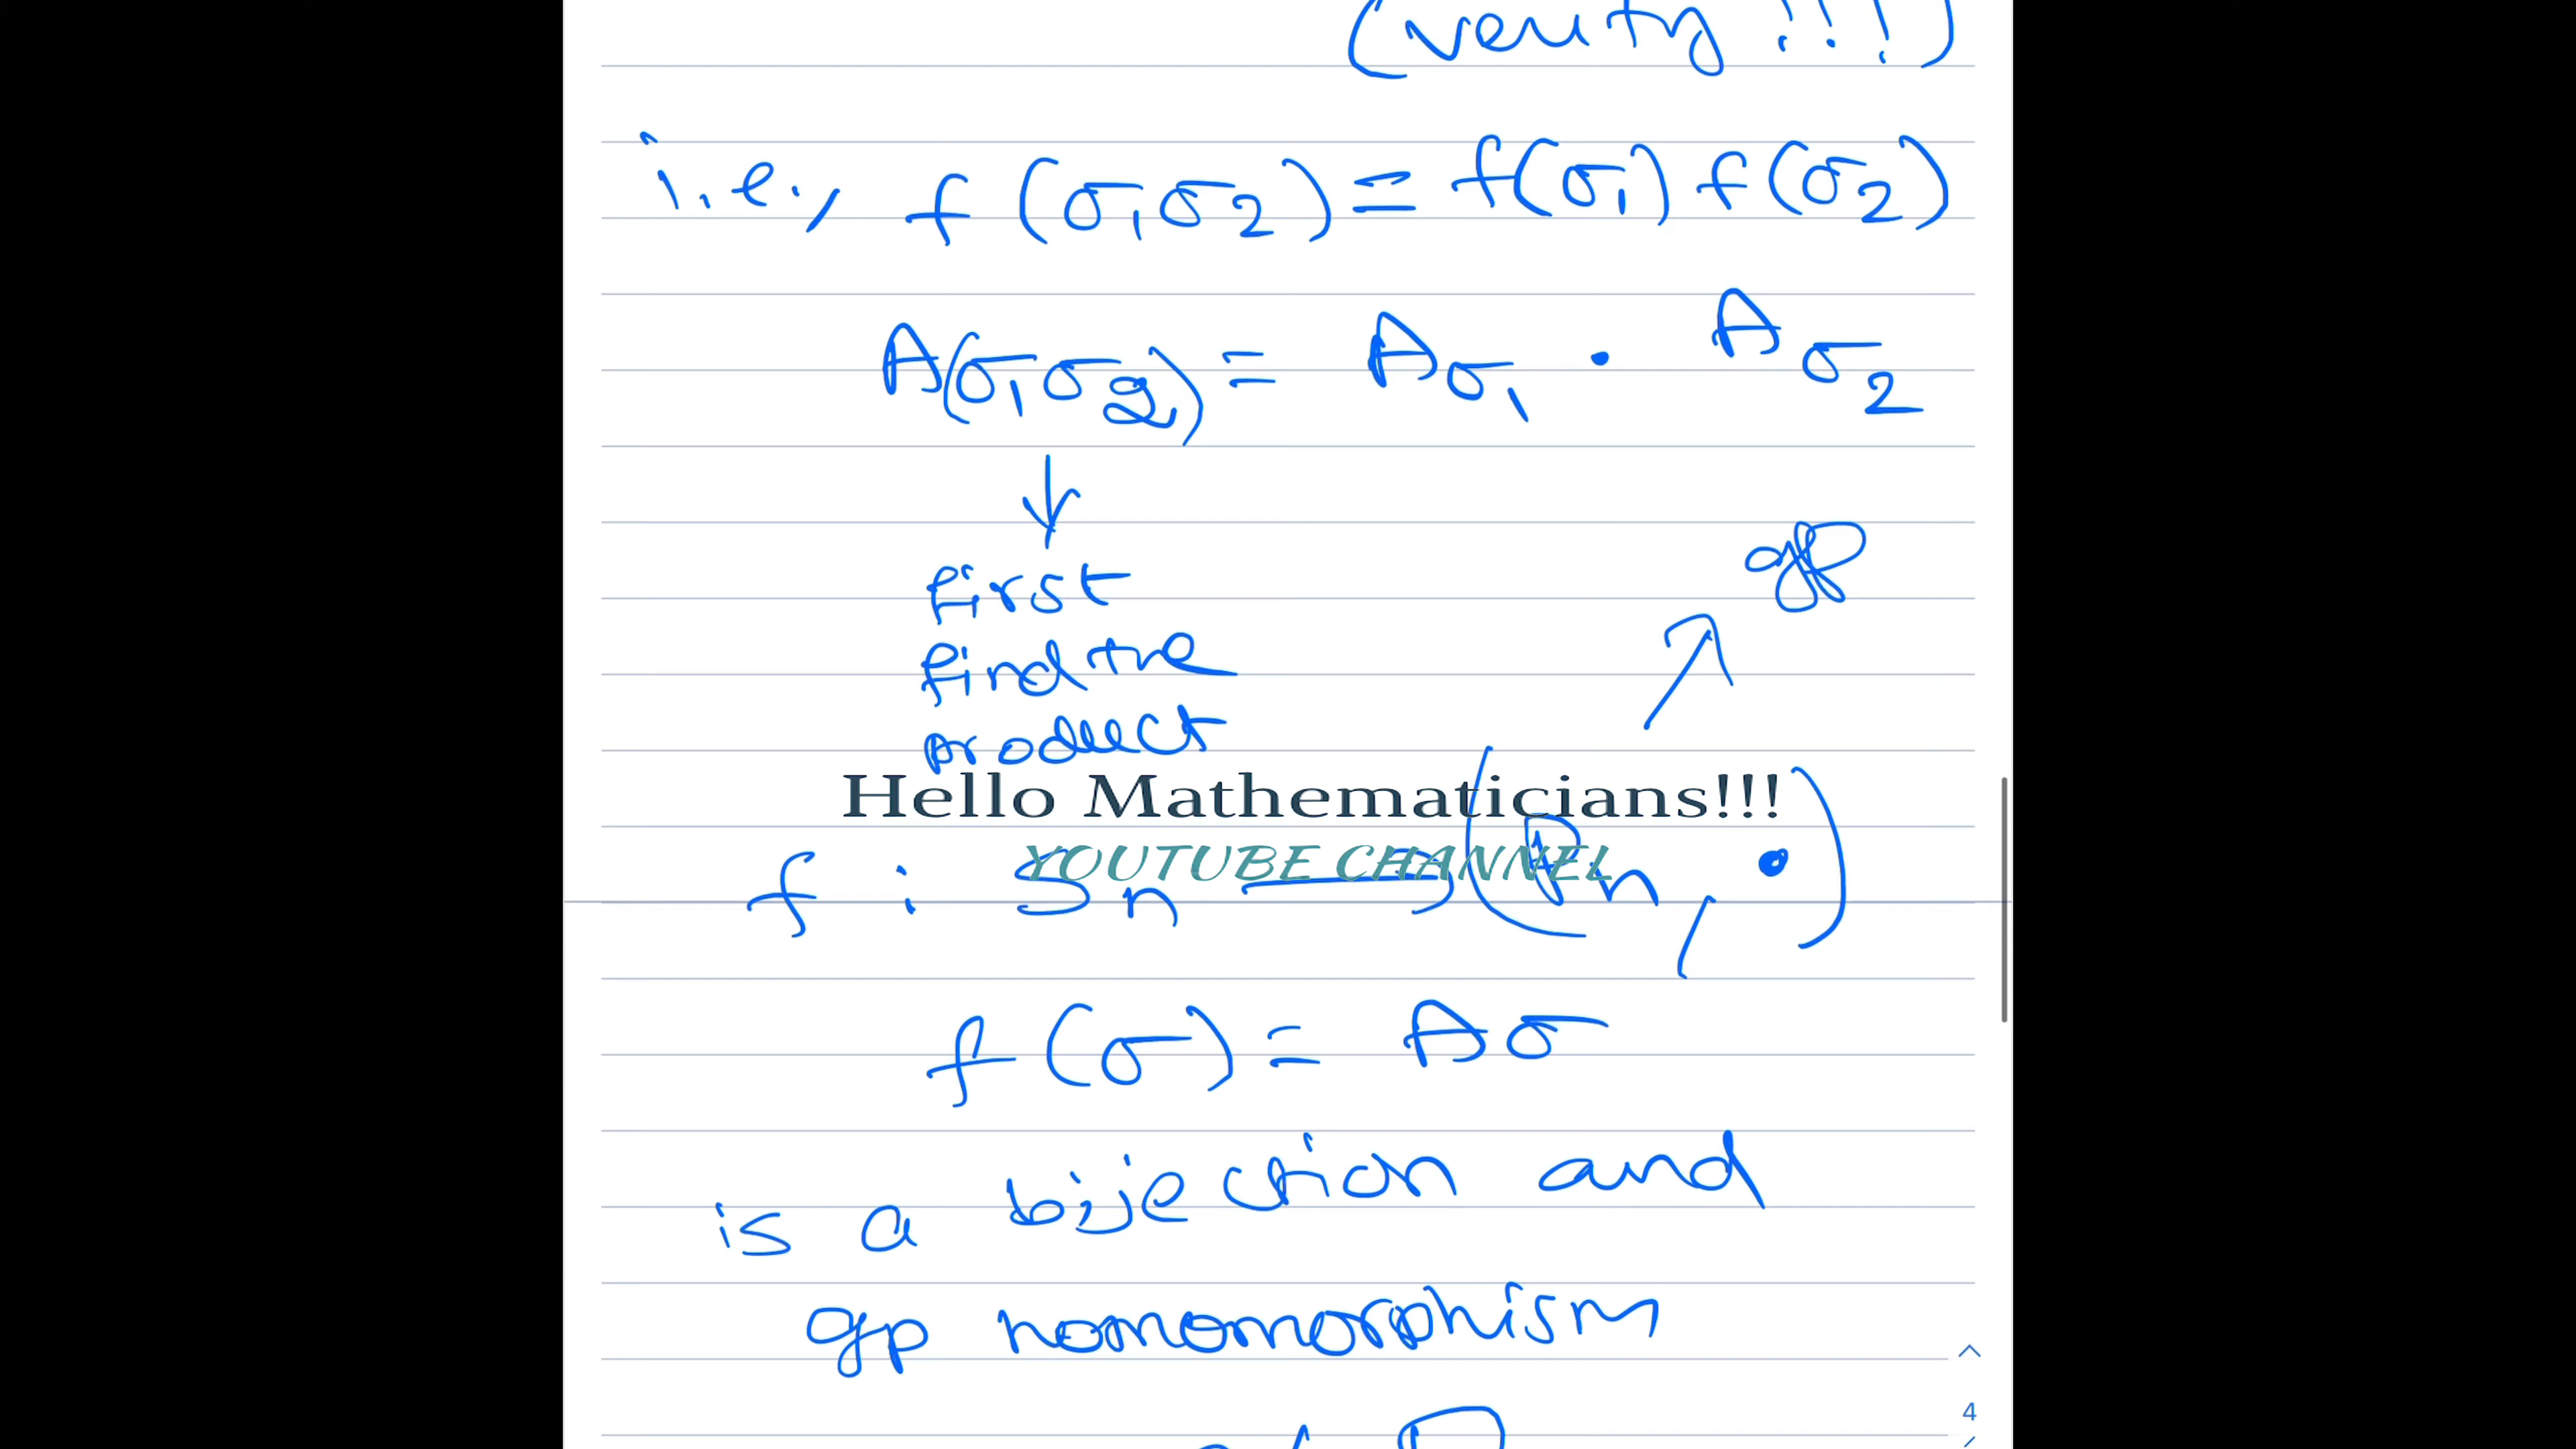 (verify !!!)
i.e., f(σ₁σ₂) = f(σ₁) f(σ₂)
A(σ₁σ₂) = Aσ₁ · Aσ₂
↓
first
find the
product
gp
↗
Hello Mathematicians!!!
YOUTUBE CHANNEL
f : Sn → (Pn, ·)
f(σ) = Aσ
is a bijection and
gp homomorphism
4